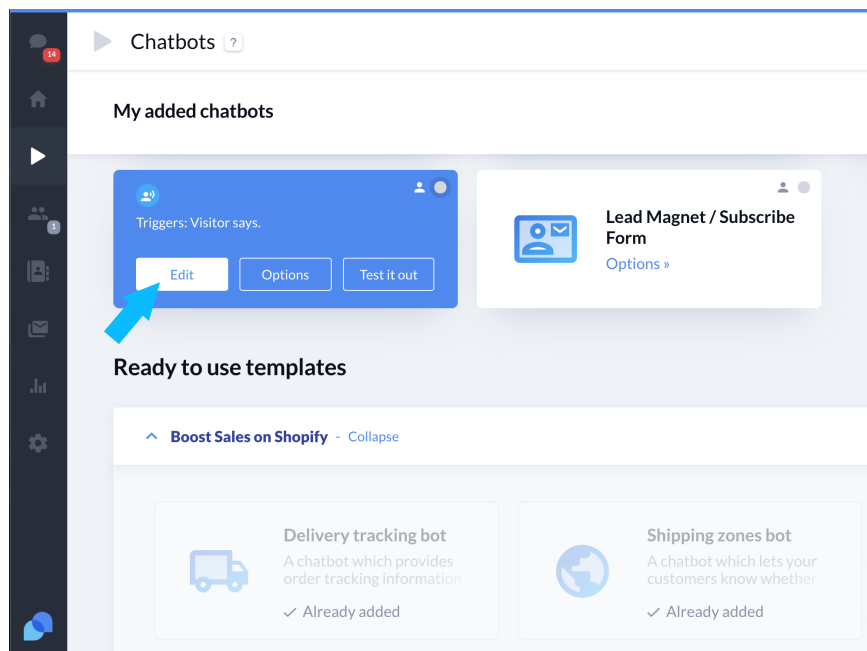 14
Chatbots ?
My added chatbots
Triggers: Visitor says.
Edit Options Test it out
Lead Magnet / Subscribe
Form
Options »
1
Ready to use templates
Boost Sales on Shopify - Collapse
Delivery tracking bot
A chatbot which provides
order tracking information
Already added
Shipping zones bot
A chatbot which lets your
customers know whether
Already added